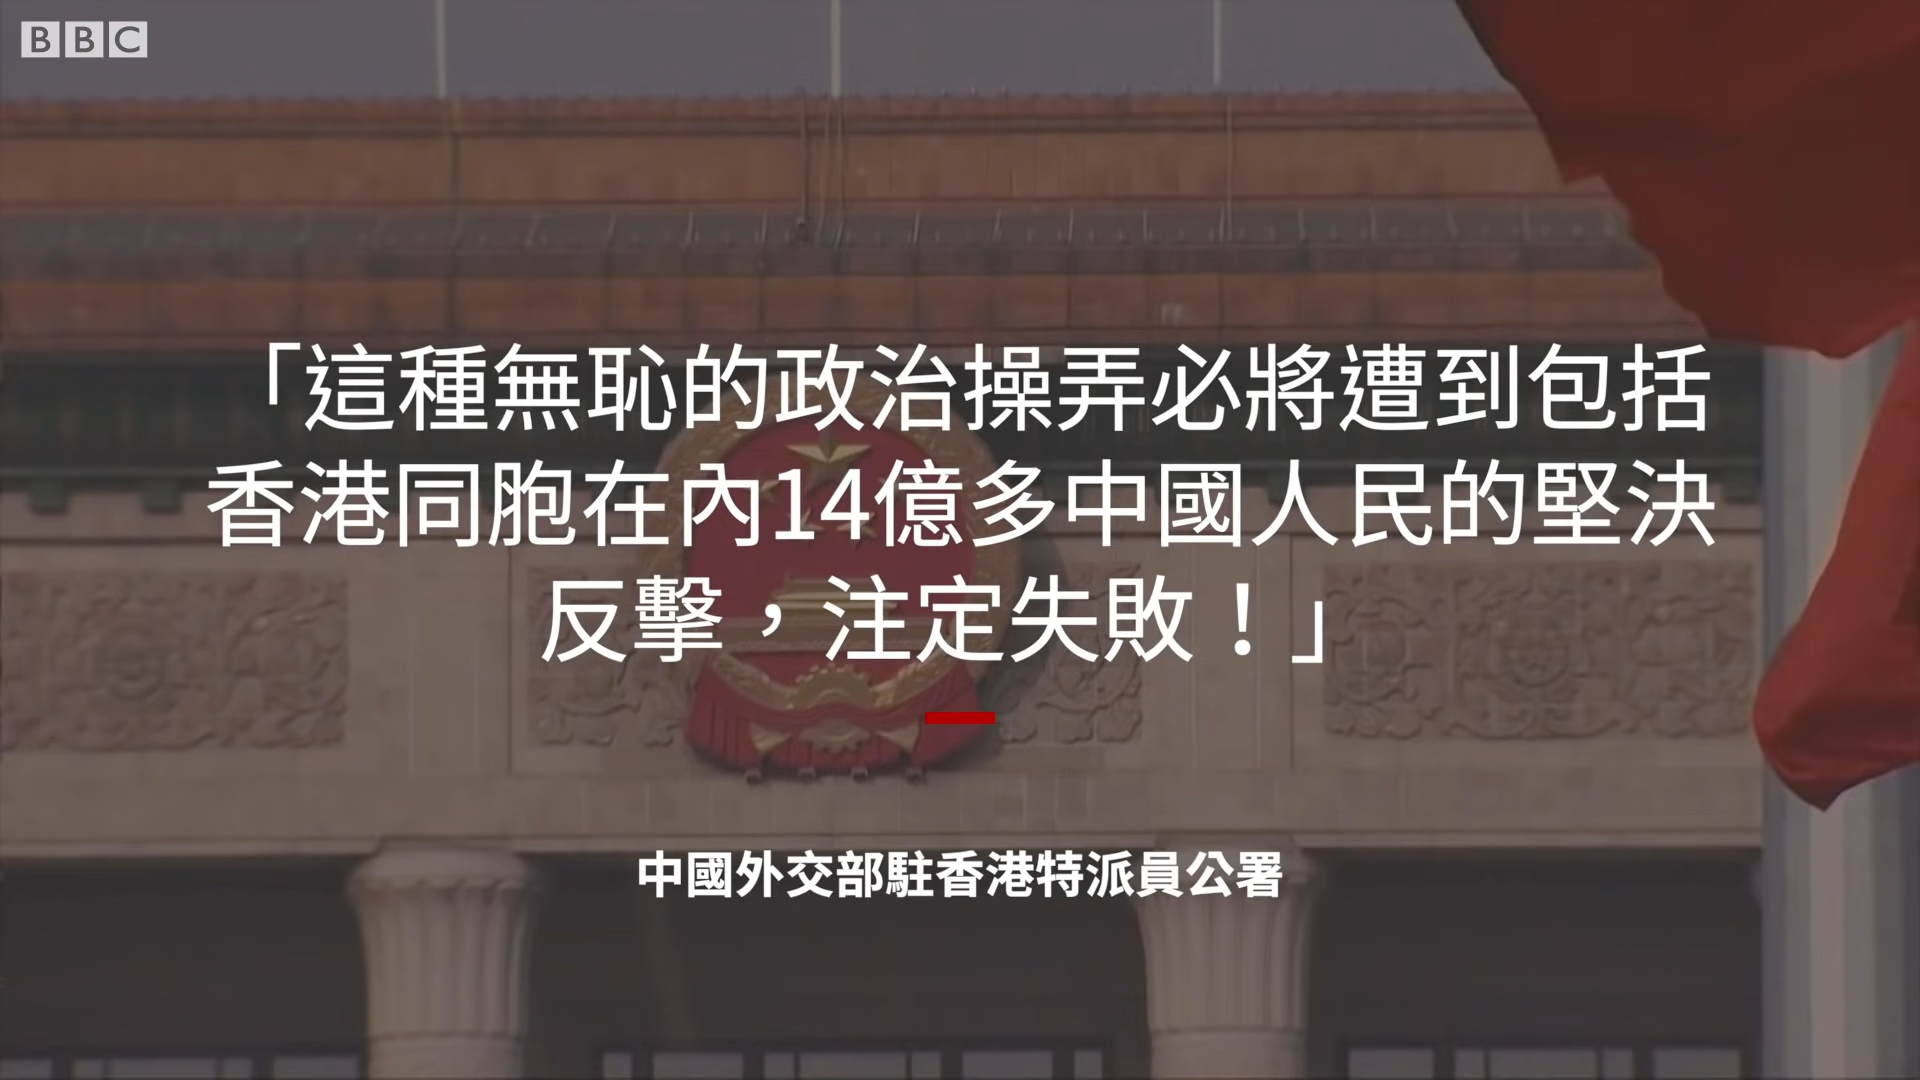 BBC
「這種無恥的政治操弄必將遭到包括
香港同胞在內14億多中國人民的堅決
反擊，注定失敗！」
中國外交部駐香港特派員公署